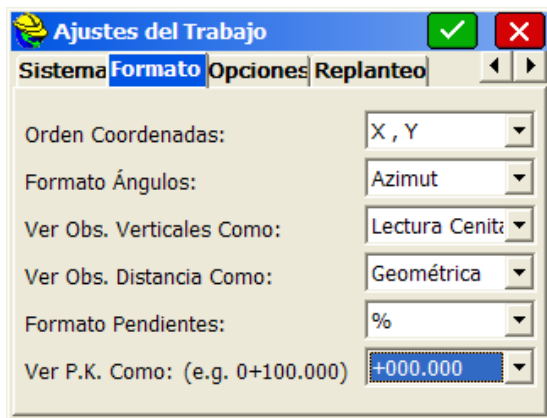 Ajustes del Trabajo
Sistema Formato Opciones Replanteo
Orden Coordenadas: X , Y
Formato Ángulos: Azimut
Ver Obs. Verticales Como: Lectura Cenita
Ver Obs. Distancia Como: Geométrica
Formato Pendientes: %
Ver P.K. Como: (e.g. 0+100.000) +000.000